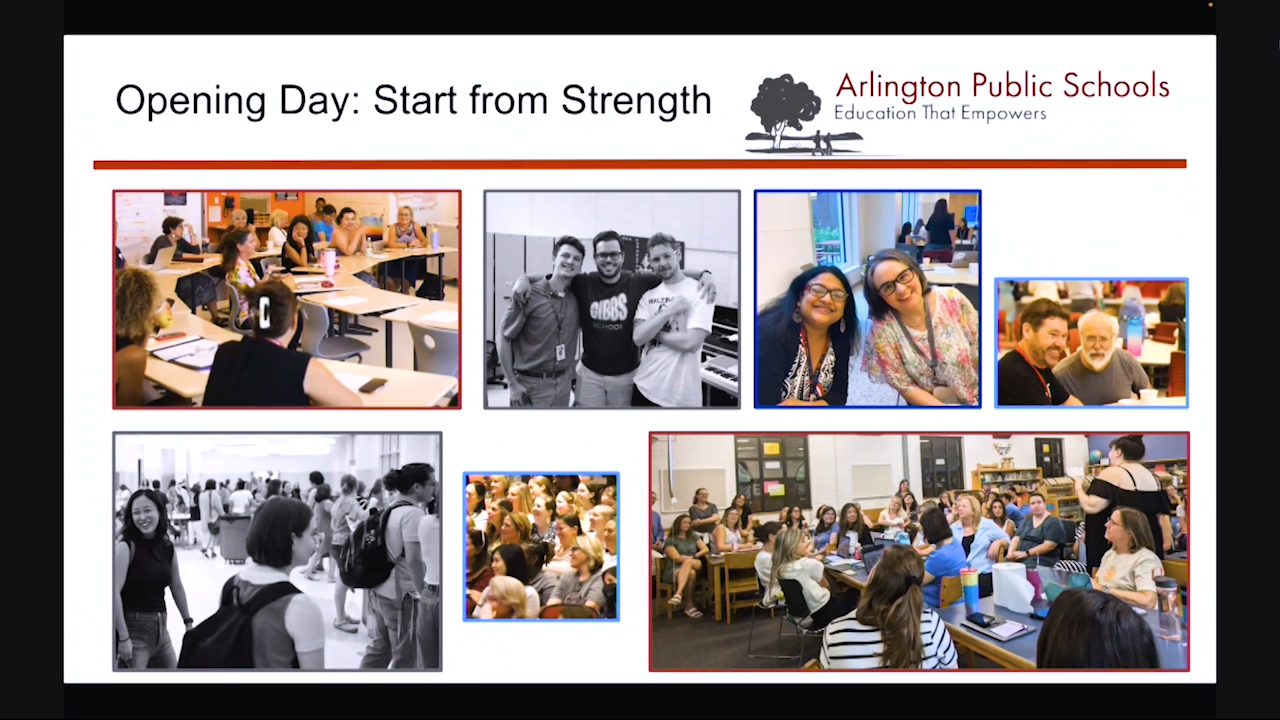 Opening Day: Start from Strength
Arlington Public Schools
Education That Empowers
GIBBS
SCHOOL